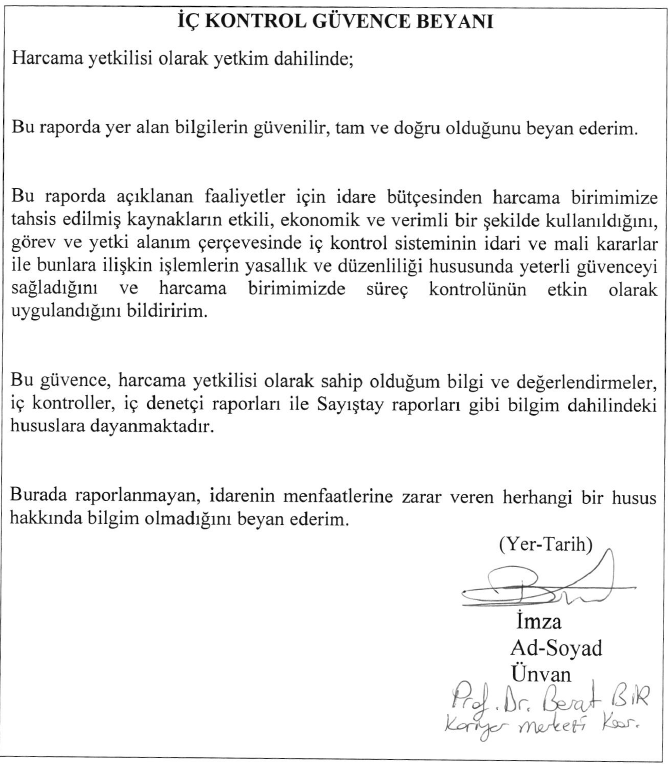 İÇ KONTROL GÜVENCE BEYANI
Harcama yetkilisi olarak yetkim dahilinde;
Bu raporda yer alan bilgilerin güvenilir, tam ve doğru olduğunu beyan ederim.
Bu raporda açıklanan faaliyetler için idare bütçesinden harcama birimimize
tahsis edilmiş kaynakların etkili, ekonomik ve verimli bir şekilde kullanıldığını,
görev ve yetki alanım çerçevesinde iç kontrol sisteminin idari ve mali kararlar
ile bunlara ilişkin işlemlerin yasallık ve düzenliliği hususunda yeterli güvenceyi
sağladığını ve harcama birimimizde süreç kontrolünün etkin olarak
uygulandığını bildiririm.
Bu güvence, harcama yetkilisi olarak sahip olduğum bilgi ve değerlendirmeler,
iç kontroller, iç denetçi raporları ile Sayıştay raporları gibi bilgim dahilindeki
hususlara dayanmaktadır.
Burada raporlanmayan, idarenin menfaatlerine zarar veren herhangi bir husus
hakkında bilgim olmadığını beyan ederim.
(Yer-Tarih)
İmza
Ad-Soyad
Ünvan
Prof. Dr. Berat BİR
Kariyer Merkezi Koor.